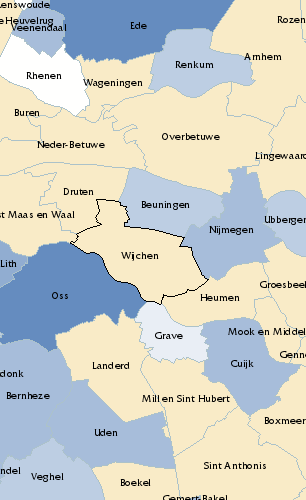 enswoude
Ede
Rozen
e Heuvelrug
Veenendaal
Arnhem
Renkum
Rhenen
Wageningen
Buren
Overbetuwe
Neder-Betuwe
Lingewaard
Druten
Beuningen
st Maas en Waal
Ubbergen
Nijmegen
Wijchen
Lith
Groesbeek
Oss
Heumen
Mook en Middel
Grave
Genne
Landerd
Cuijk
donk
Bernheze
Mill en Sint Hubert
Boxmeer
Uden
Sint Anthonis
ndel
Veghel
Boekel
Gemert-Bakel